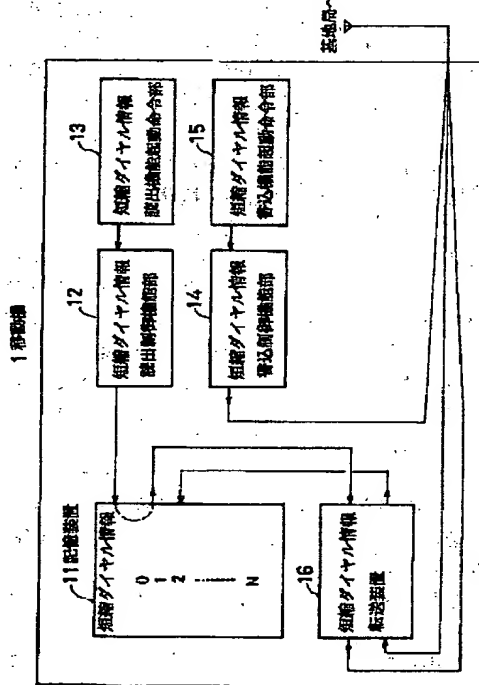 1 移動機
11 記憶装置
短縮ダイヤル情報
0
1
2
N
12
短縮ダイヤル情報
読出制御機能部
13
短縮ダイヤル情報
読出機能起動命令部
14
短縮ダイヤル情報
書込制御機能部
15
短縮ダイヤル情報
書込機能起動命令部
16
短縮ダイヤル情報
転送装置
基地局へ